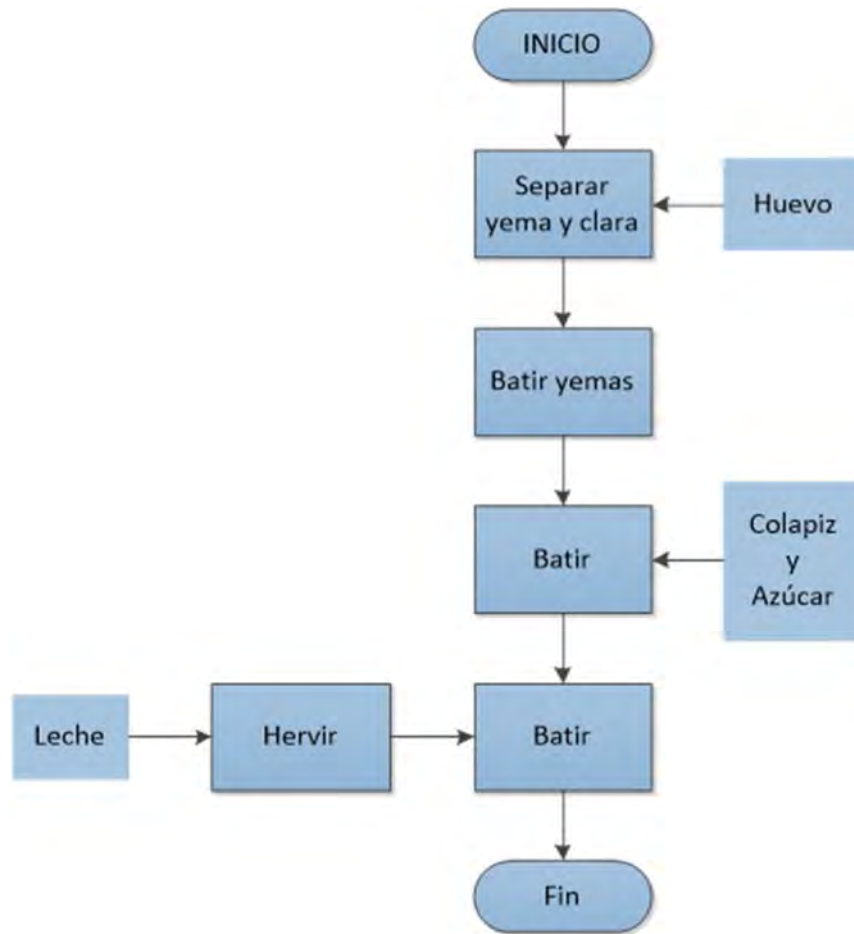 INICIO
Separar
yema y clara
Huevo
Batir yemas
Batir
Colapiz
y
Azúcar
Leche
Hervir
Batir
Fin